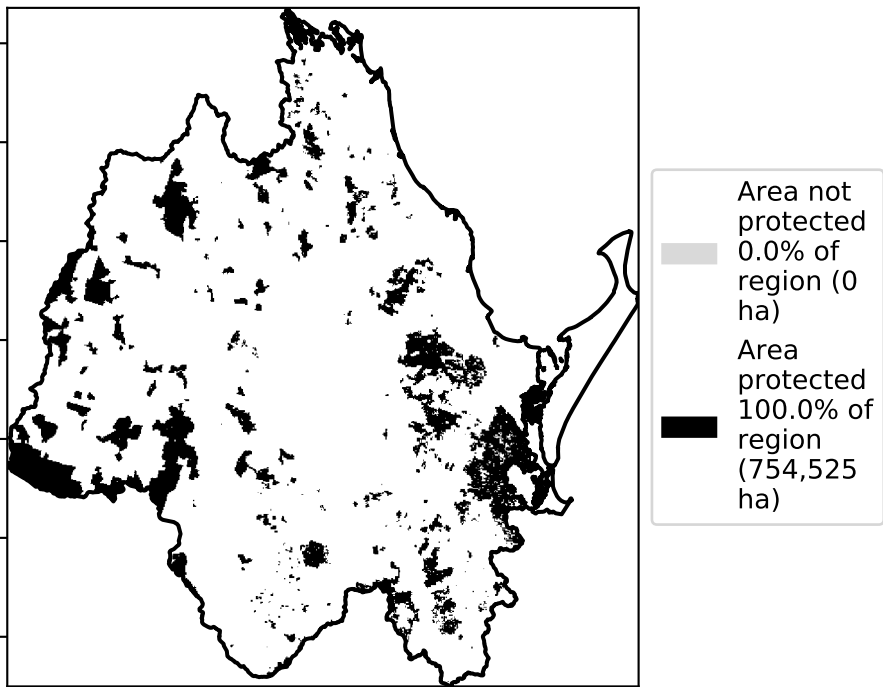 Area not
protected
0.0% of
region (0
ha)
Area
protected
100.0% of
region
(754,525
ha)